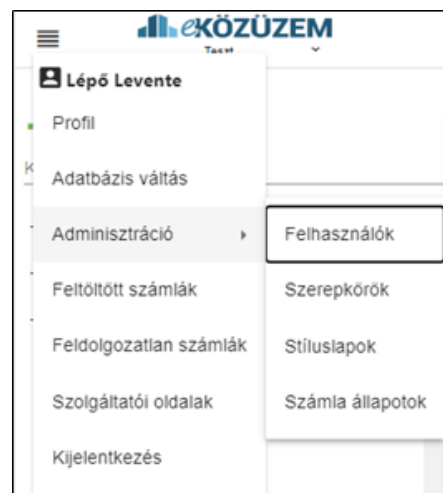 eKÖZÜZEM
Teszt
Lépő Levente
Profil
K
Adatbázis váltás
Adminisztráció
Felhasználók
Feltöltött számlák
Szerepkörök
Feldolgozatlan számlák
Stíluslapok
Szolgáltatói oldalak
Számla állapotok
Kijelentkezés